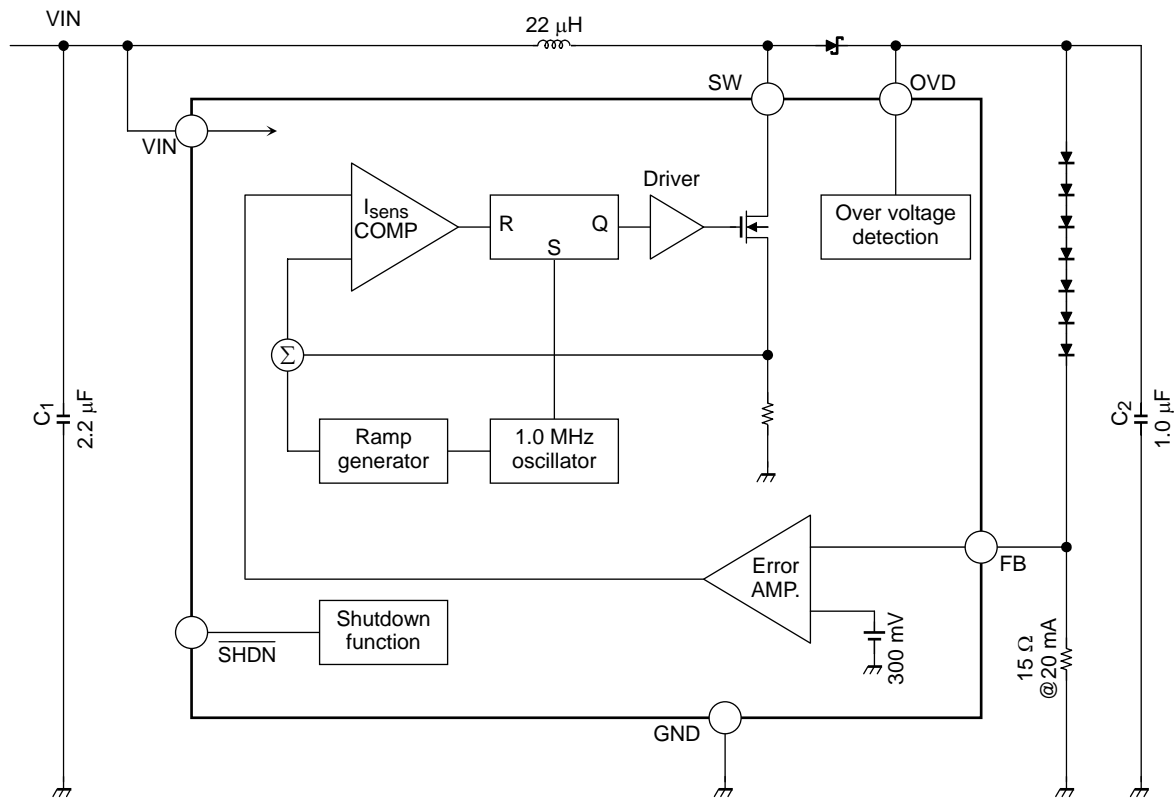 VIN
22 μH
SW
OVD
VIN
Driver
Isens
COMP
R
Q
S
Over voltage
detection
Σ
C1
2.2 μF
C2
1.0 μF
Ramp
generator
1.0 MHz
oscillator
Error
AMP.
FB
Shutdown
function
SHDN
300 mV
15 Ω
@20 mA
GND